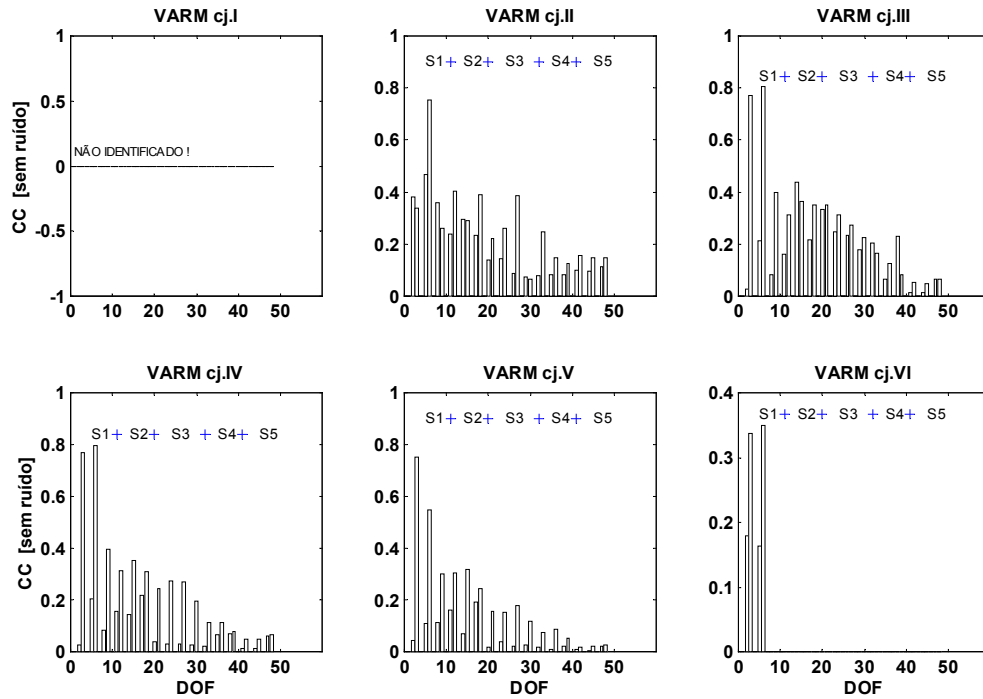 VARM cj.I
VARM cj.II
VARM cj.III
CC [sem ruído]
1
0.5
0
-0.5
-1
NÃO IDENTIFICADO !
0 10 20 30 40 50
1
0.8
0.6
0.4
0.2
0
S1+ S2+ S3 + S4+ S5
0 10 20 30 40 50
1
0.8
0.6
0.4
0.2
0
S1+ S2+ S3 + S4+ S5
0 10 20 30 40 50
VARM cj.IV
VARM cj.V
VARM cj.VI
CC [sem ruído]
1
0.8
0.6
0.4
0.2
0
S1+ S2+ S3 + S4+ S5
0 10 20 30 40 50
DOF
1
0.8
0.6
0.4
0.2
0
S1+ S2+ S3 + S4+ S5
0 10 20 30 40 50
DOF
0.4
0.3
0.2
0.1
0
S1+ S2+ S3 + S4+ S5
0 10 20 30 40 50
DOF